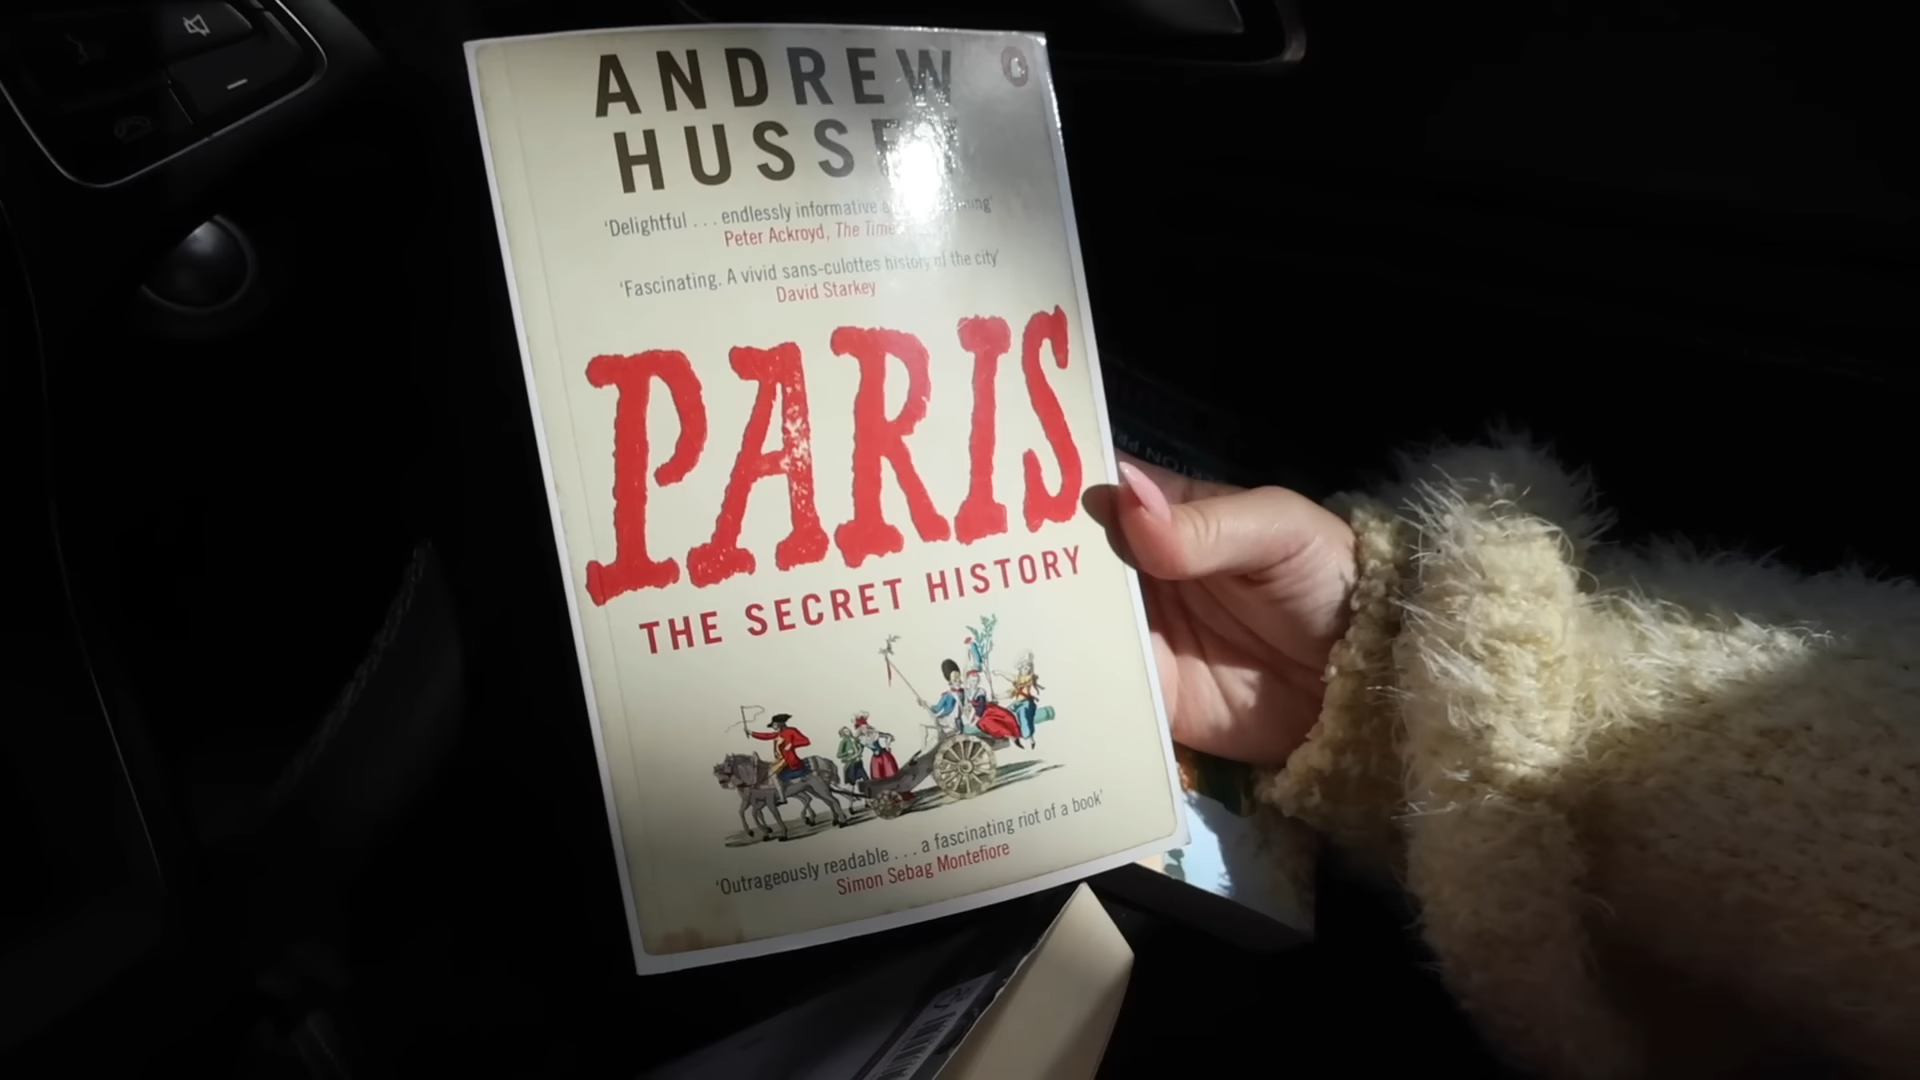 ANDREW
HUSSEY
'Delightful ... endlessly informative
Peter Ackroyd, The Times
'Fascinating. A vivid sans-culottes history of the city'
David Starkey
PARIS
THE SECRET HISTORY
'Outrageously readable ... a fascinating riot of a book'
Simon Sebag Montefiore